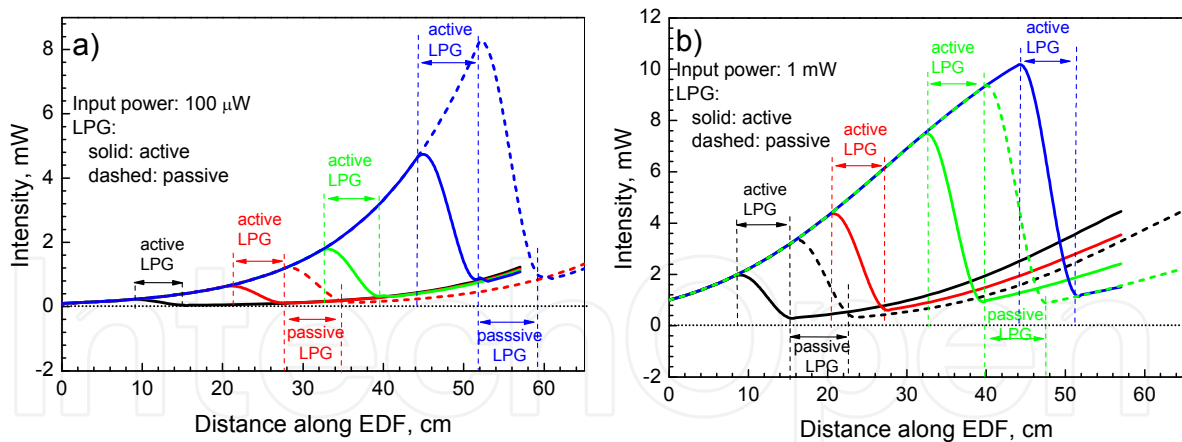 a)
Input power: 100 µW
LPG:
solid: active
dashed: passive
active
LPG
active
LPG
active
LPG
active
LPG
passive
LPG
passsive
LPG
Intensity, mW
8
6
4
2
0
-2
0
10
20
30
40
50
60
Distance along EDF, cm
b)
Input power: 1 mW
LPG:
solid: active
dashed: passive
active
LPG
active
LPG
active
LPG
active
LPG
passive
LPG
passive
LPG
Intensity, mW
12
10
8
6
4
2
0
-2
0
10
20
30
40
50
60
Distance along EDF, cm
IntechOpen